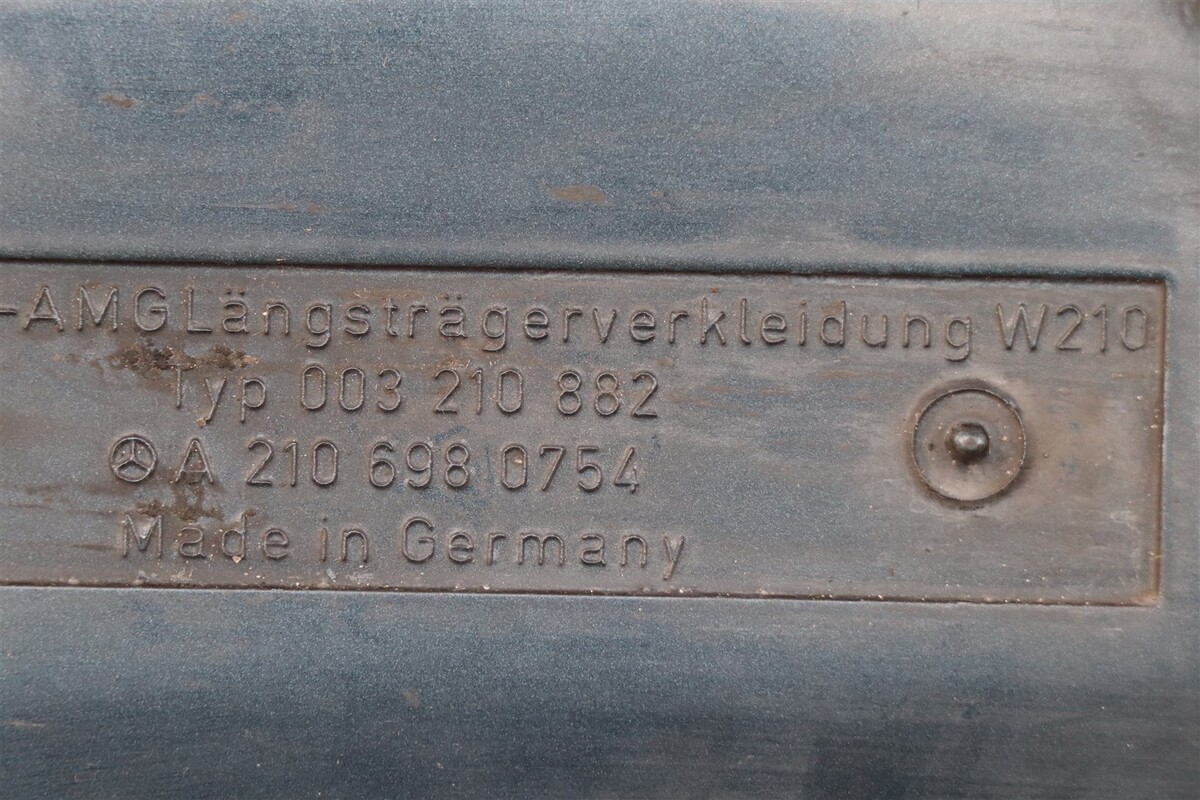 -AMG Längsträgerverkleidung W210
Typ 003 210 882
A 210 698 0754
Made in Germany